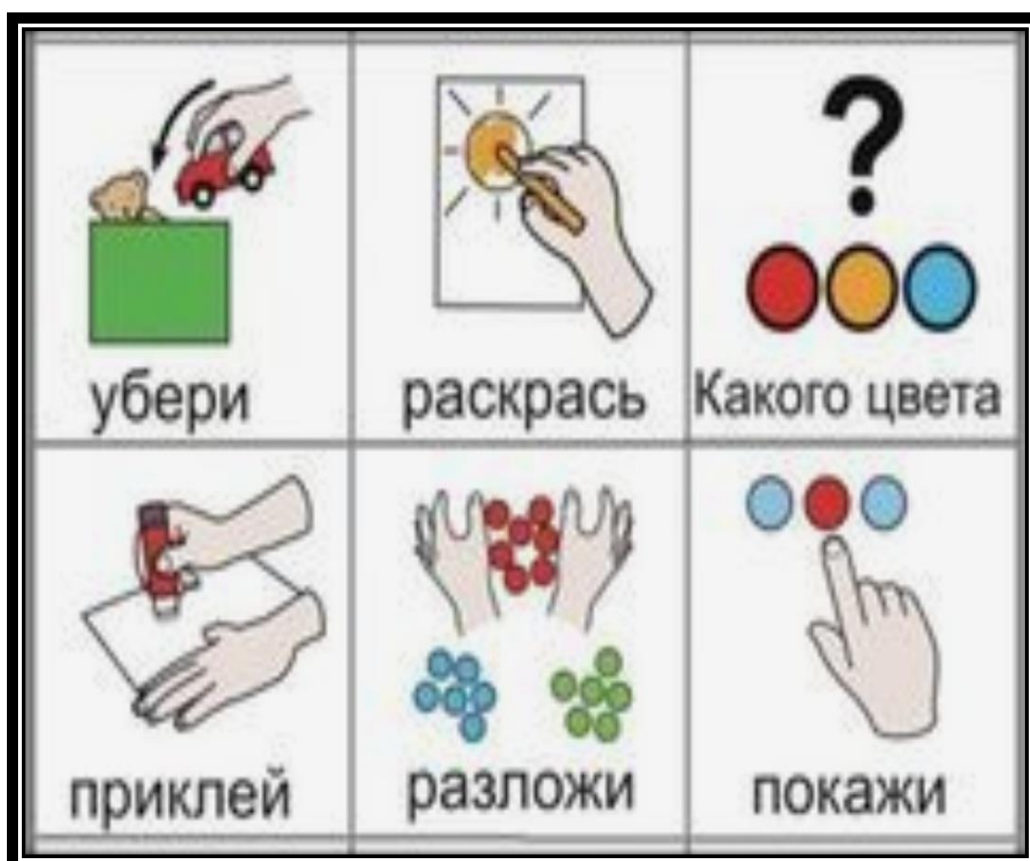 ?
убери
раскрась
Какого цвета
приклей
разложи
покажи